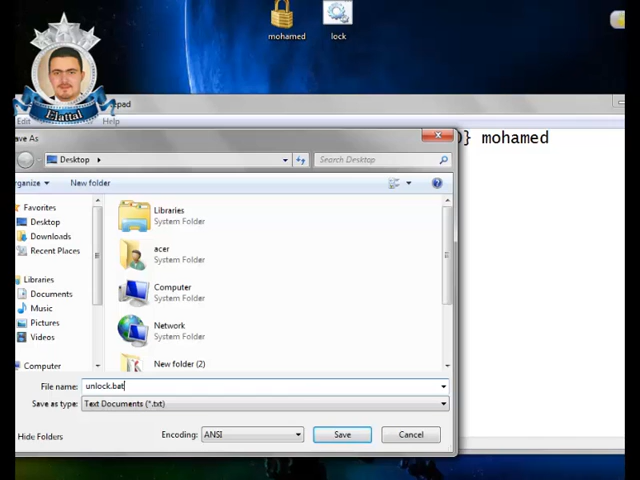 mohamed
lock
Elattal
pad
Edit
Help
ave As
} mohamed
Desktop
Search Desktop
rganize
New folder
Favorites
Desktop
Downloads
Recent Places
Libraries
Documents
Music
Pictures
Videos
Computer
Libraries
System Folder
acer
System Folder
Computer
System Folder
Network
System Folder
New folder (2)
File name:
unlock.bat
Save as type:
Text Documents (*.txt)
Hide Folders
Encoding:
ANSI
Save
Cancel